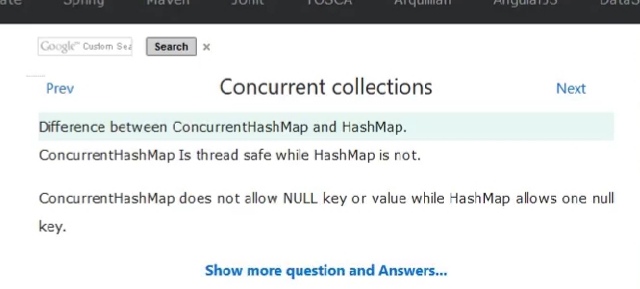 Spring Maven JUnit TOSCA Arquillian AngularJS
Google™ Custom Sea Search ×
Prev Concurrent collections Next
Difference between ConcurrentHashMap and HashMap.
ConcurrentHashMap Is thread safe while HashMap is not.
ConcurrentHashMap does not allow NULL key or value while HashMap allows one null
key.
Show more question and Answers...